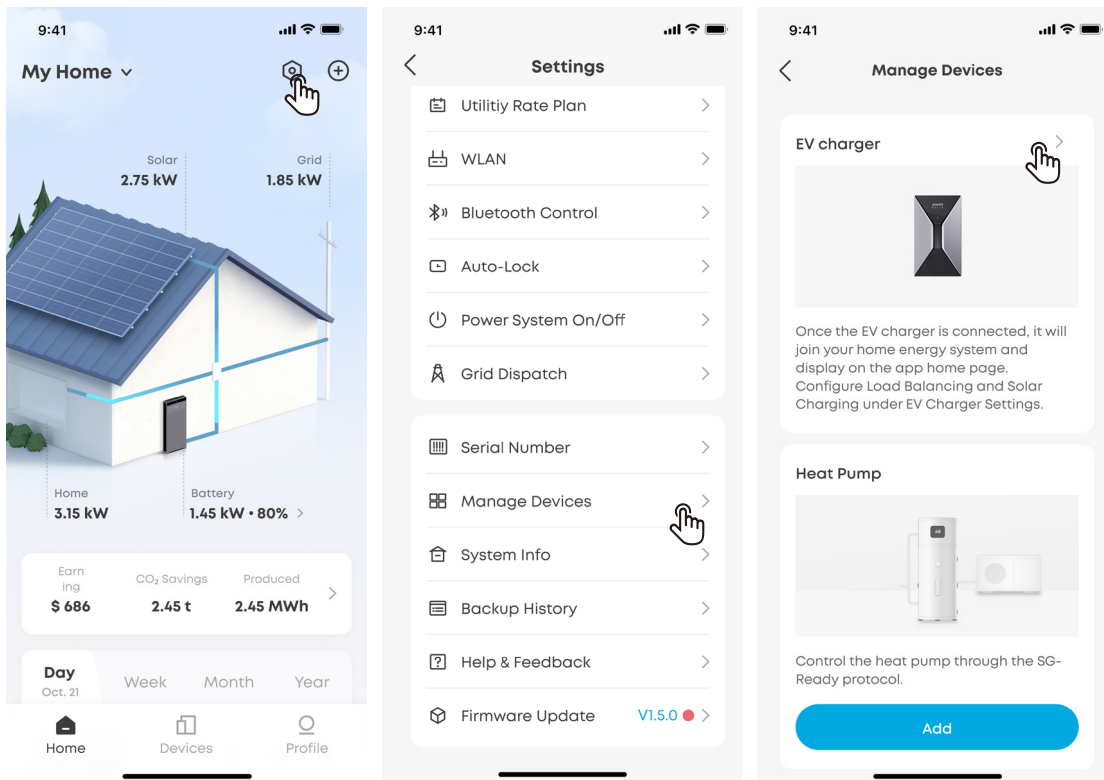 9:41
My Home
Solar
2.75 kW
Grid
1.85 kW
Home
3.15 kW
Battery
1.45 kW • 80%
Earn
ing
$ 686
CO₂ Savings
2.45 t
Produced
2.45 MWh
Day
Oct. 21
Week
Month
Year
Home
Devices
Profile
9:41
Settings
Utilitiy Rate Plan
WLAN
Bluetooth Control
Auto-Lock
Power System On/Off
Grid Dispatch
Serial Number
Manage Devices
System Info
Backup History
Help & Feedback
Firmware Update V1.5.0
9:41
Manage Devices
EV charger
Once the EV charger is connected, it will
join your home energy system and
display on the app home page.
Configure Load Balancing and Solar
Charging under EV Charger Settings.
Heat Pump
Control the heat pump through the SG-
Ready protocol.
Add